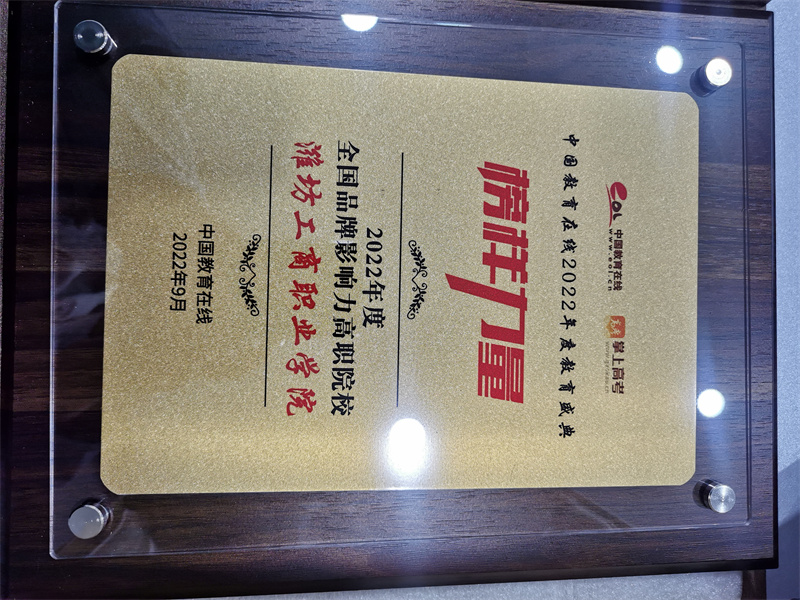 eol 中国教育在线
www.eol.cn
掌上高考
中国教育在线2022年度教育盛典
榜样力量
2022年度
全国品牌影响力高职院校
潍坊工商职业学院
中国教育在线
2022年9月